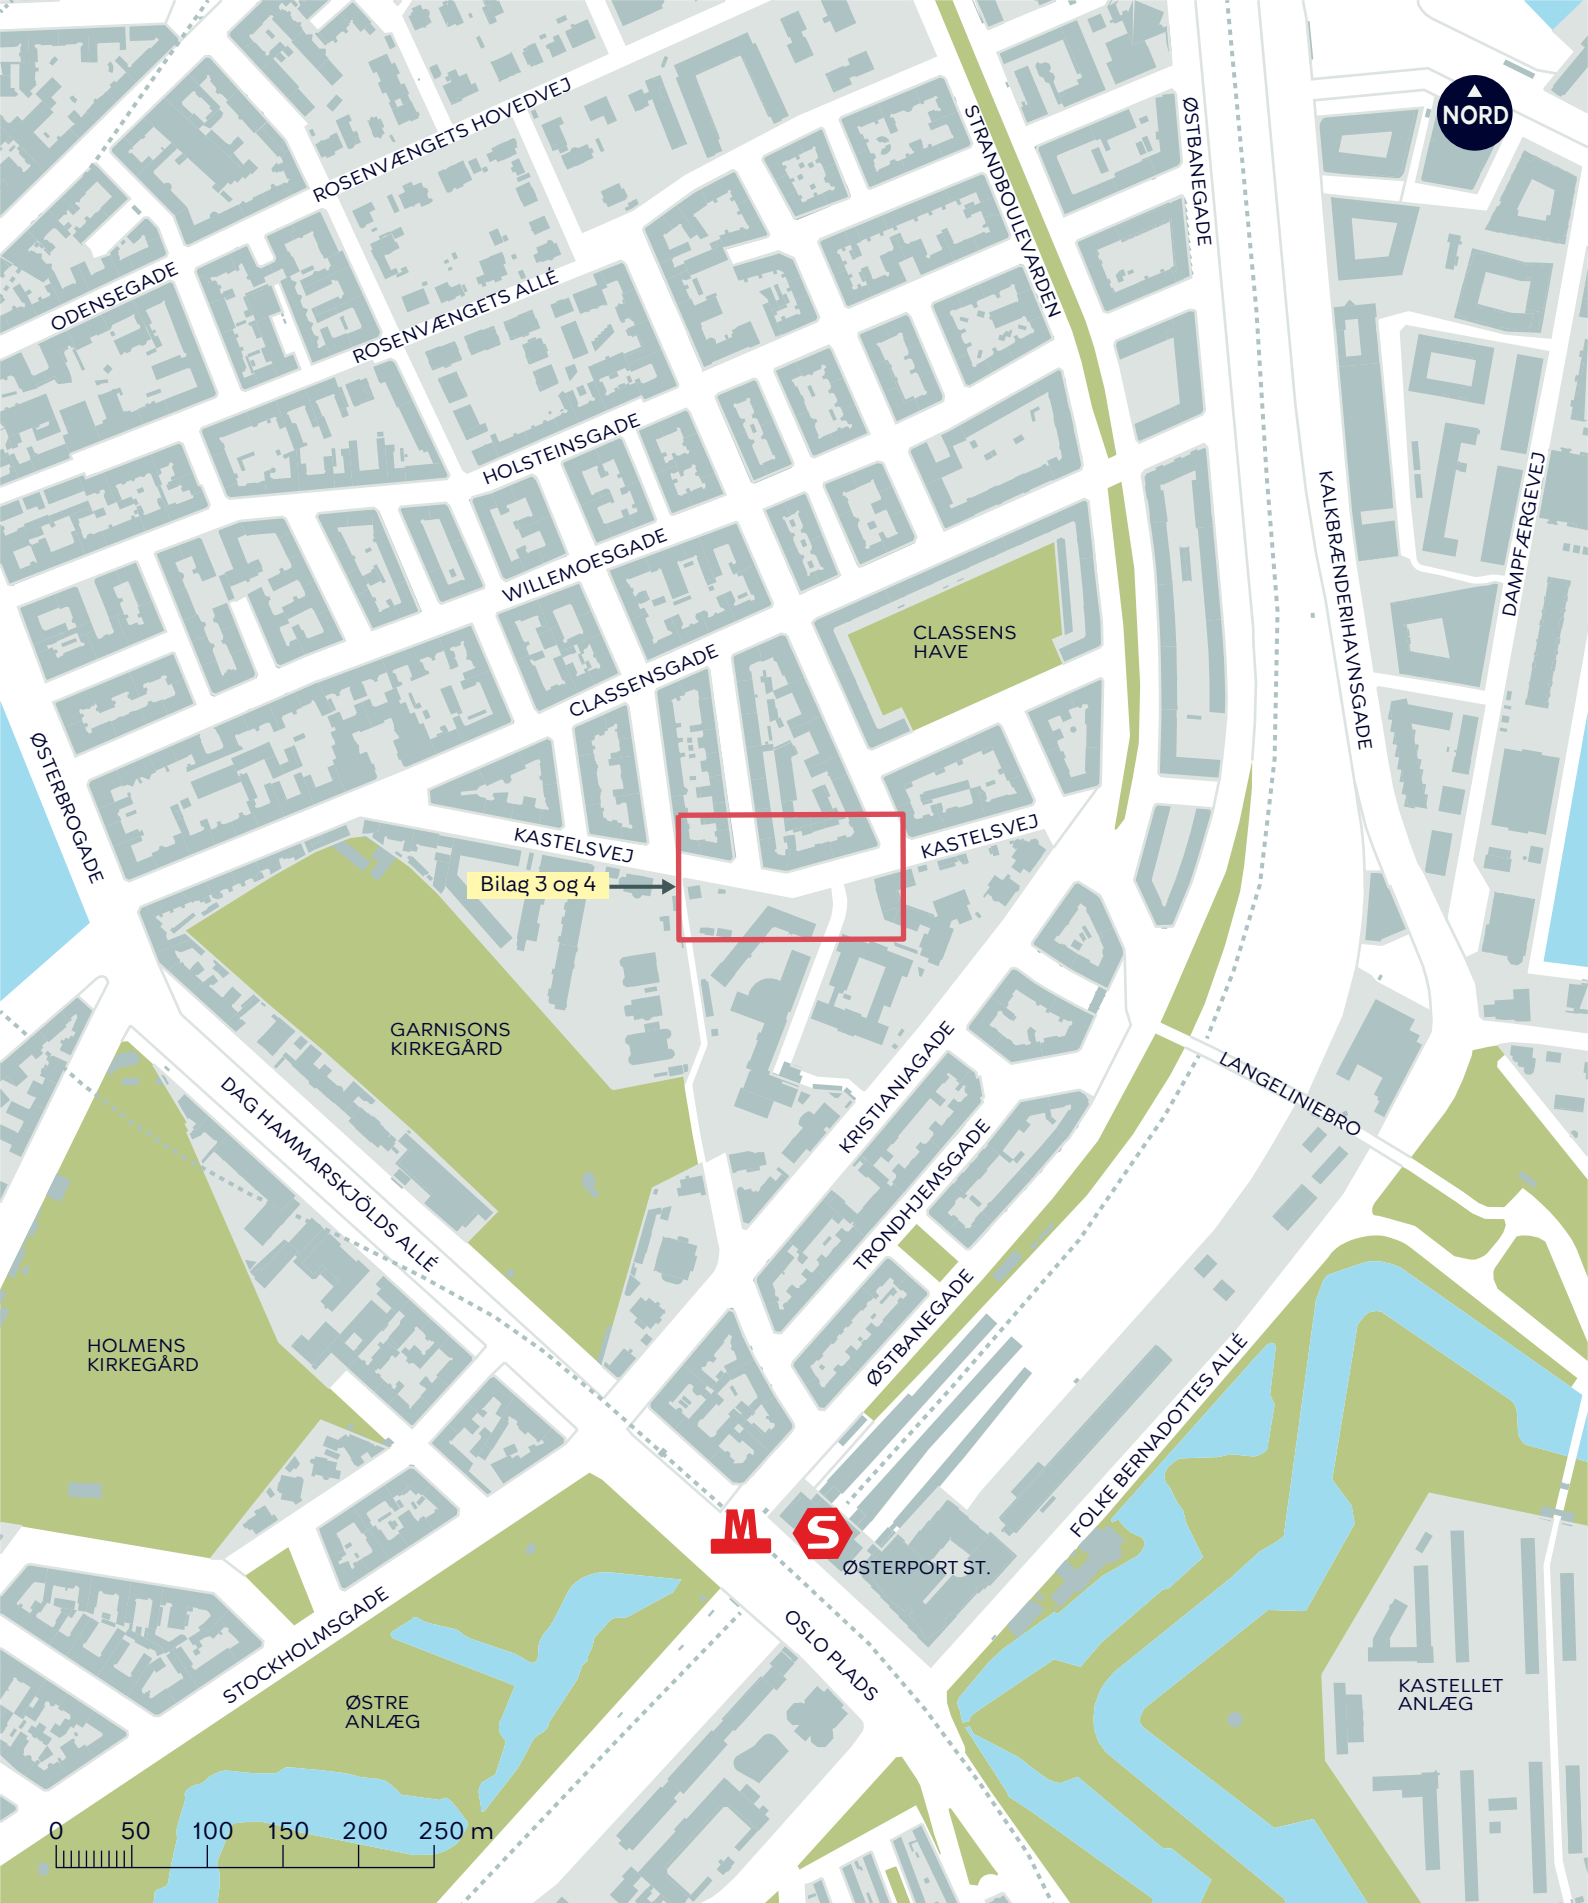 NORD
ROSENVÆNGETS HOVEDVEJ
STRANDBOULEVARDEN
ØSTBANEGADE
ODENSEGADE
ROSENVÆNGETS ALLÉ
HOLSTEINSGADE
WILLEMOESGADE
KALKBRÆNDERIHAVNSGADE
DAMPFÆRGEVEJ
CLASSENS
HAVE
CLASSENSGADE
ØSTERBROGADE
KASTELSVEJ
KASTELSVEJ
Bilag 3 og 4
GARNISONS
KIRKEGÅRD
KRISTIANIAGADE
LANGELINIEBRO
DAG HAMMARSKJÖLDS ALLÉ
TRONDHJEMSGADE
ØSTBANEGADE
HOLMENS
KIRKEGÅRD
FOLKE BERNADOTTES ALLÉ
M
S
ØSTERPORT ST.
STOCKHOLMSGADE
OSLO PLADS
ØSTRE
ANLÆG
KASTELLET
ANLÆG
0 50 100 150 200 250 m